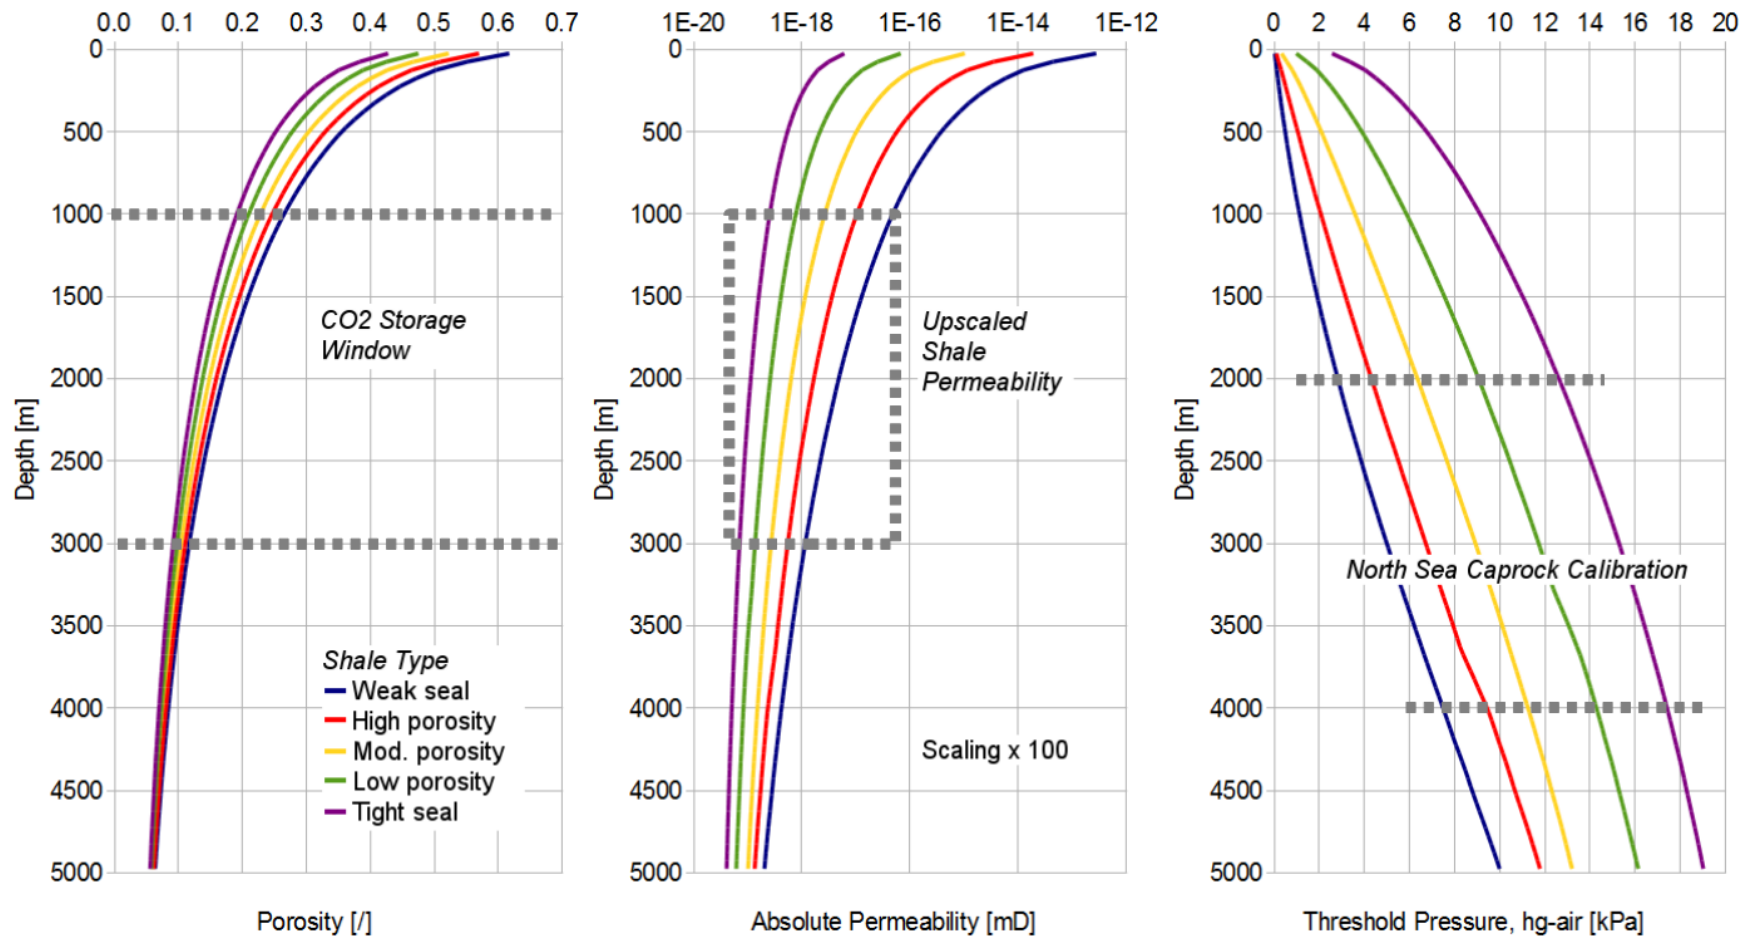 0.0 0.1 0.2 0.3 0.4 0.5 0.6 0.7
0
500
1000
1500
2000
2500
3000
3500
4000
4500
5000
Depth [m]
CO2 Storage
Window
Shale Type
Weak seal
High porosity
Mod. porosity
Low porosity
Tight seal
Porosity [/]
1E-20 1E-18 1E-16 1E-14 1E-12
0
500
1000
1500
2000
2500
3000
3500
4000
4500
5000
Depth [m]
Upscaled
Shale
Permeability
Scaling x 100
Absolute Permeability [mD]
0 2 4 6 8 10 12 14 16 18 20
0
500
1000
1500
2000
2500
3000
3500
4000
4500
5000
Depth [m]
North Sea Caprock Calibration
Threshold Pressure, hg-air [kPa]